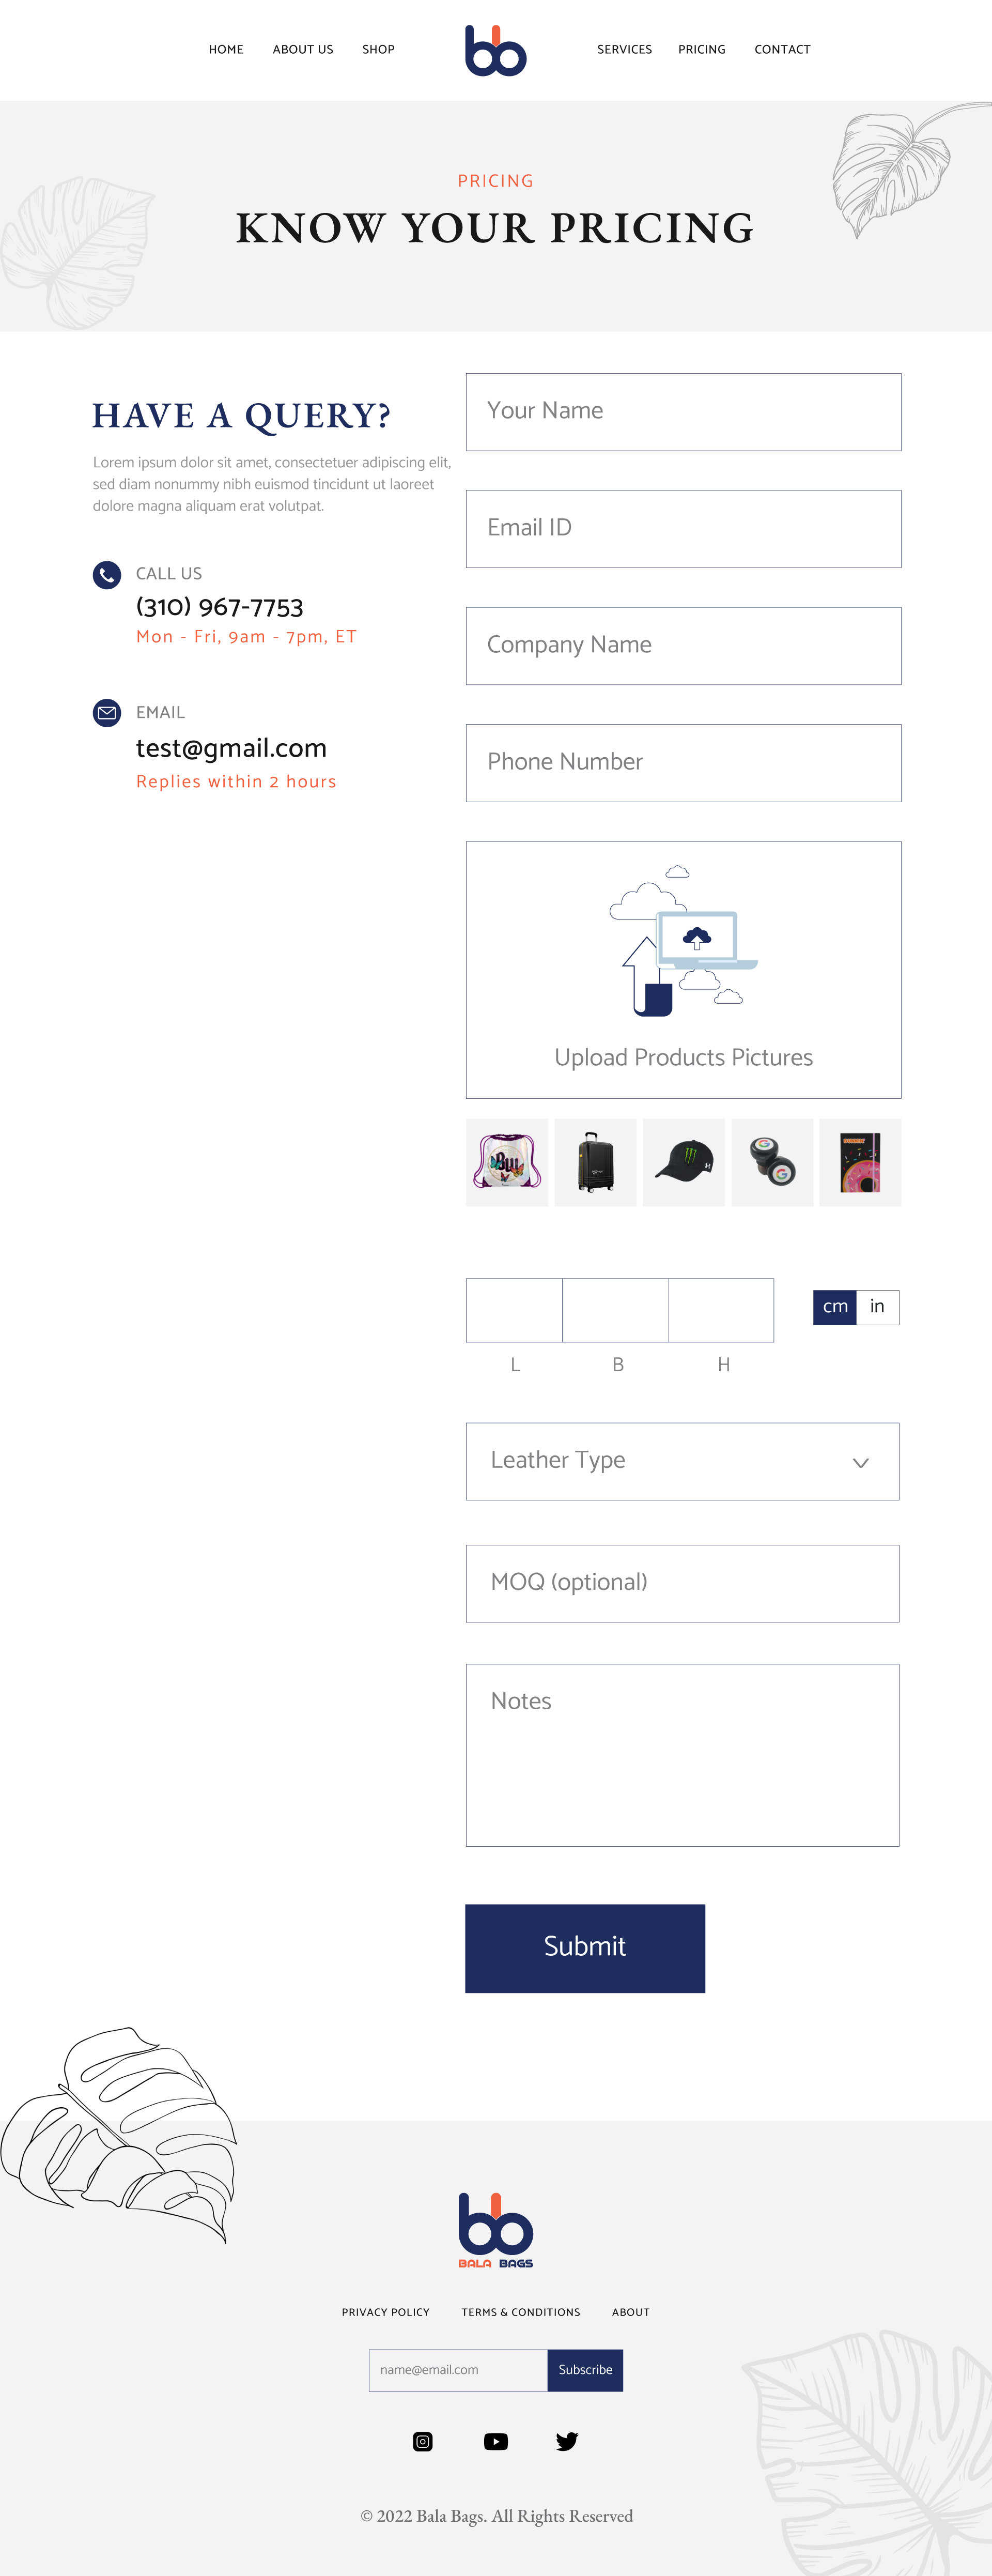 HOME ABOUT US SHOP SERVICES PRICING CONTACT
PRICING
KNOW YOUR PRICING
HAVE A QUERY?
Lorem ipsum dolor sit amet, consectetuer adipiscing elit,
sed diam nonummy nibh euismod tincidunt ut laoreet
dolore magna aliquam erat volutpat.
CALL US
(310) 967-7753
Mon - Fri, 9am - 7pm, ET
EMAIL
test@gmail.com
Replies within 2 hours
Your Name
Email ID
Company Name
Phone Number
Upload Products Pictures
cm in
L B H
Leather Type
MOQ (optional)
Notes
Submit
BALA BAGS
PRIVACY POLICY TERMS & CONDITIONS ABOUT
name@email.com Subscribe
© 2022 Bala Bags. All Rights Reserved